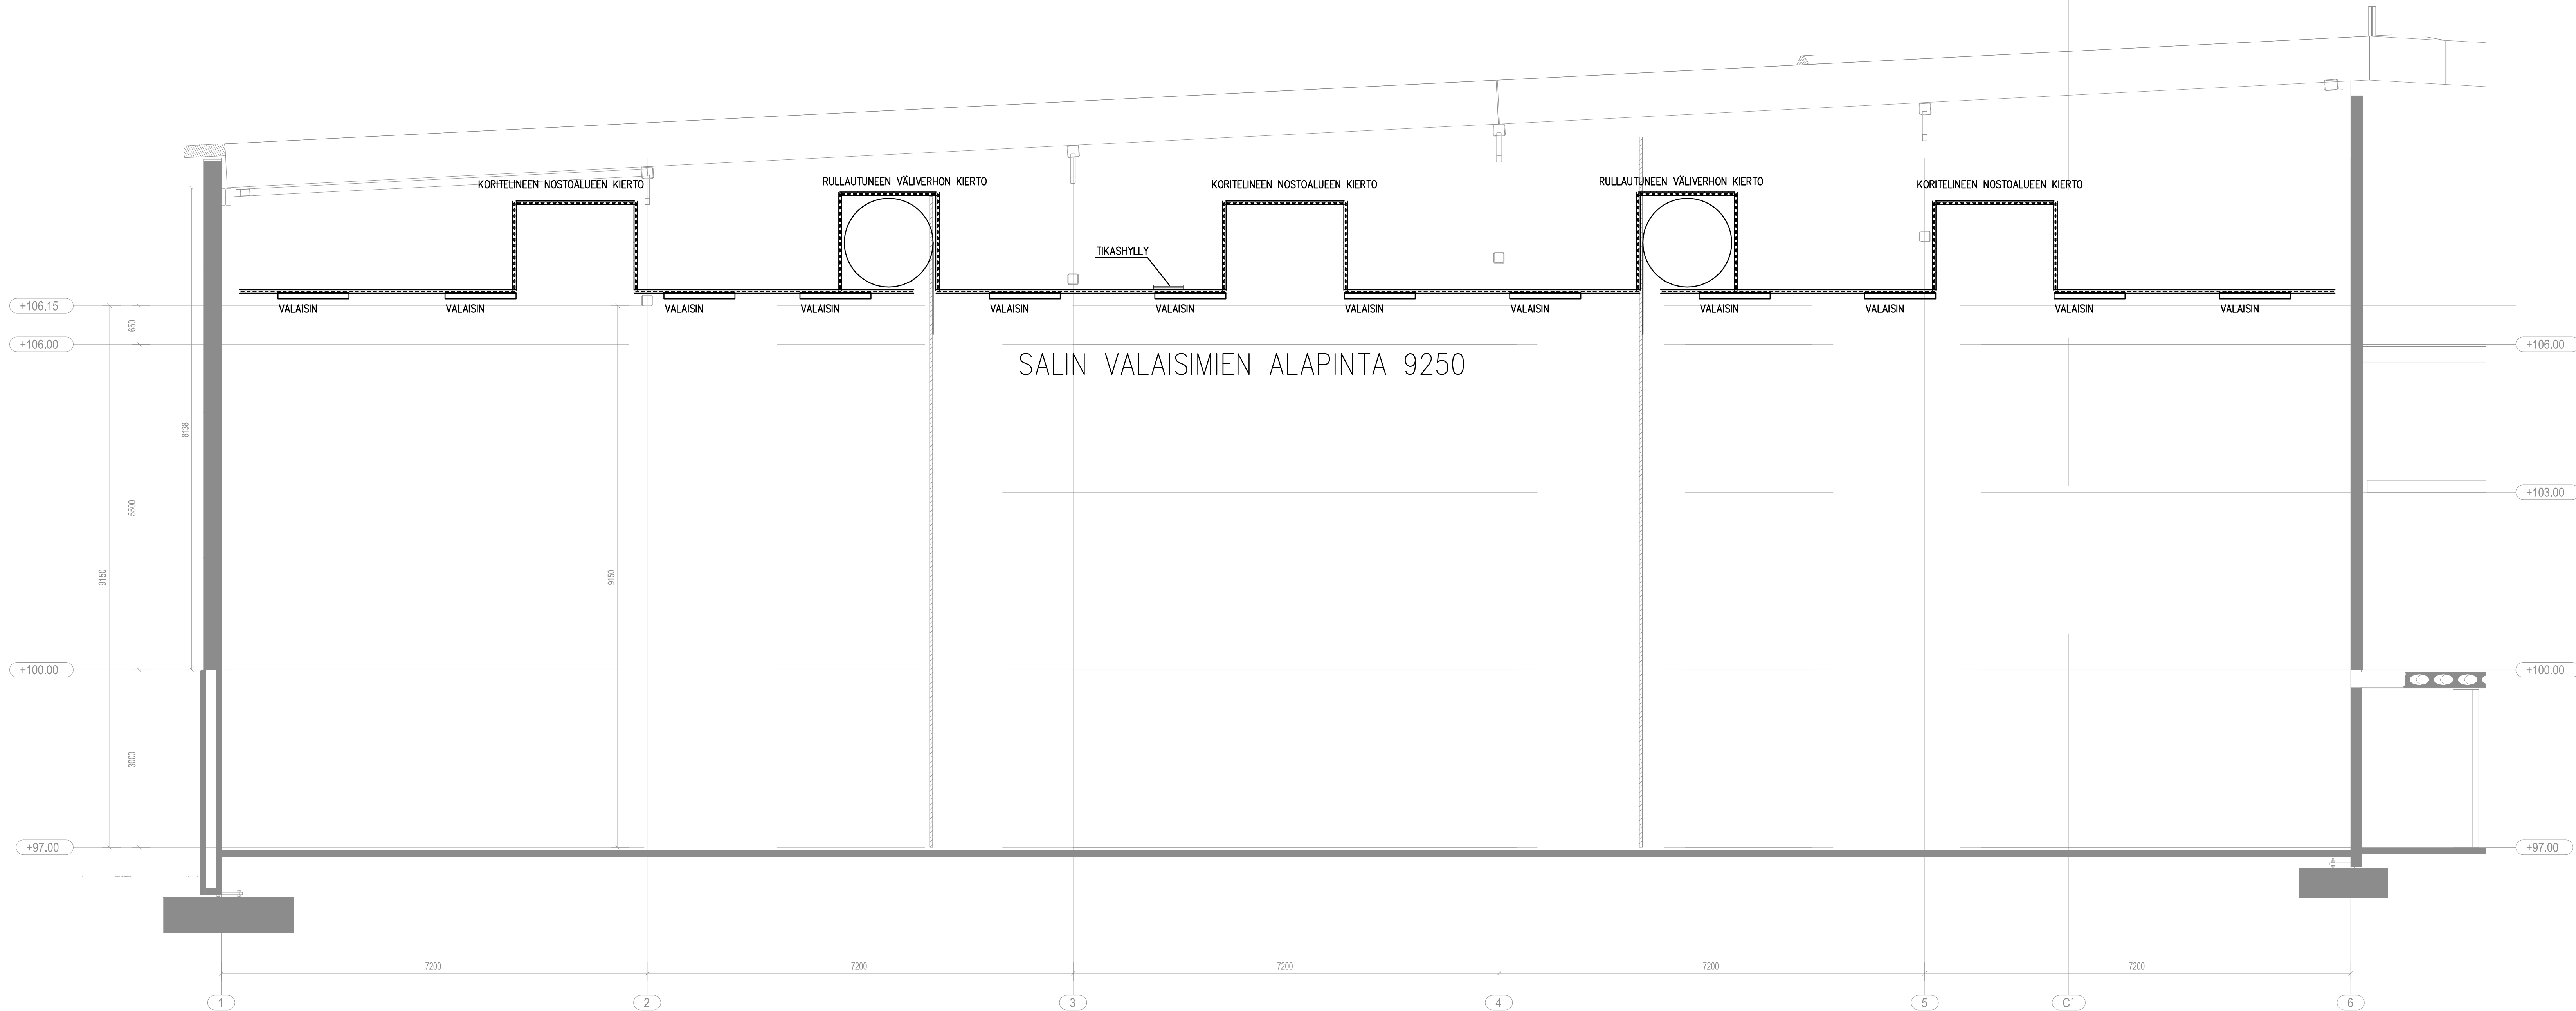 KORITELINEEN NOSTOALUEEN KIERTO
RULLAUTUNEEN VÄLIVERHON KIERTO
KORITELINEEN NOSTOALUEEN KIERTO
RULLAUTUNEEN VÄLIVERHON KIERTO
KORITELINEEN NOSTOALUEEN KIERTO
TIKASHYLLY
+106.15
VALAISIN
VALAISIN
VALAISIN
VALAISIN
VALAISIN
VALAISIN
VALAISIN
VALAISIN
VALAISIN
VALAISIN
VALAISIN
VALAISIN
650
+106.00
+106.00
SALIN VALAISIMIEN ALAPINTA 9250
8138
+103.00
5500
9150
9150
+100.00
+100.00
3000
+97.00
+97.00
7200
7200
7200
7200
7200
1
2
3
4
5
C´
6